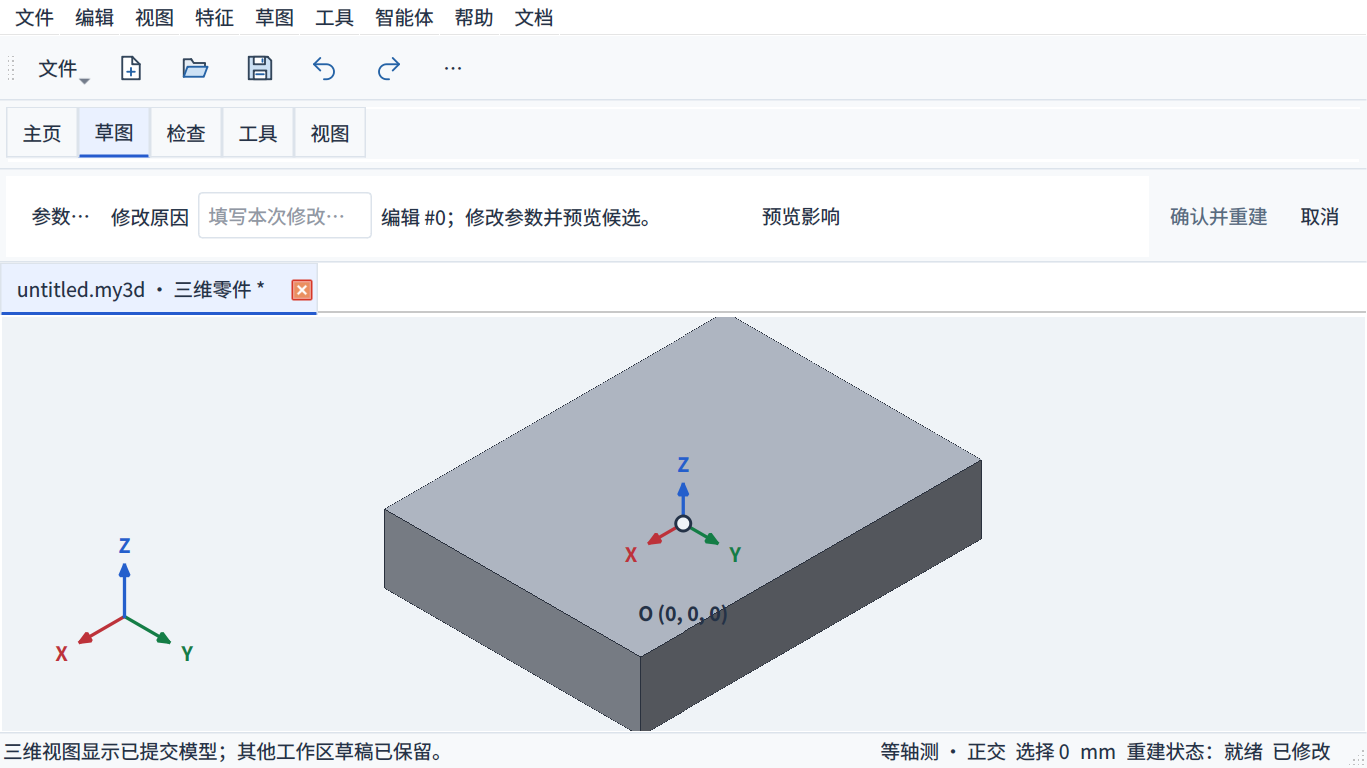 文件 编辑 视图 特征 草图 工具 智能体 帮助 文档
文件 ···
主页 草图 检查 工具 视图
参数··· 修改原因 填写本次修改··· 编辑 #0；修改参数并预览候选。 预览影响 确认并重建 取消
untitled.my3d · 三维零件 *
Z
X Y
O (0, 0, 0)
Z
X Y
三维视图显示已提交模型；其他工作区草稿已保留。 等轴测 · 正交 选择 0 mm 重建状态：就绪 已修改